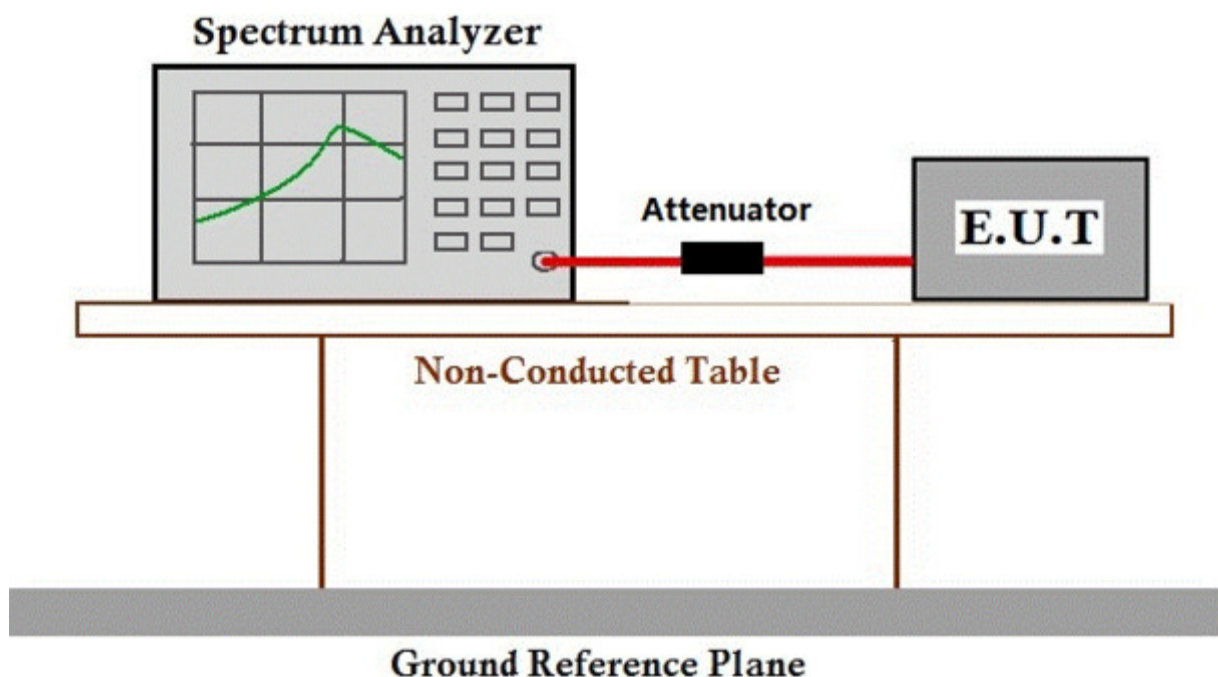 Spectrum Analyzer
Attenuator
E.U.T
Non-Conducted Table
Ground Reference Plane